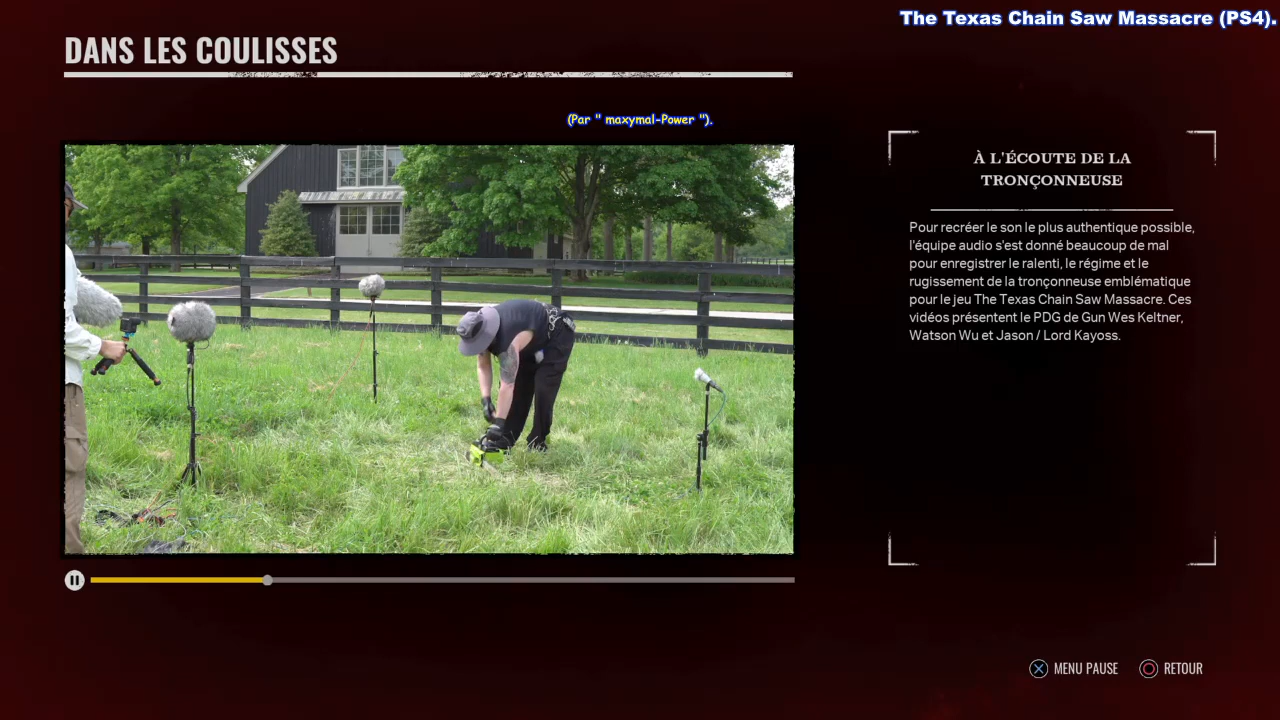 The Texas Chain Saw Massacre (PS4).
DANS LES COULISSES
(Par " maxymal-Power ").
À L'ÉCOUTE DE LA
TRONÇONNEUSE
Pour recréer le son le plus authentique possible,
l'équipe audio s'est donné beaucoup de mal
pour enregistrer le ralenti, le régime et le
rugissement de la tronçonneuse emblématique
pour le jeu The Texas Chain Saw Massacre. Ces
vidéos présentent le PDG de Gun Wes Keltner,
Watson Wu et Jason / Lord Kayoss.
MENU PAUSE
RETOUR